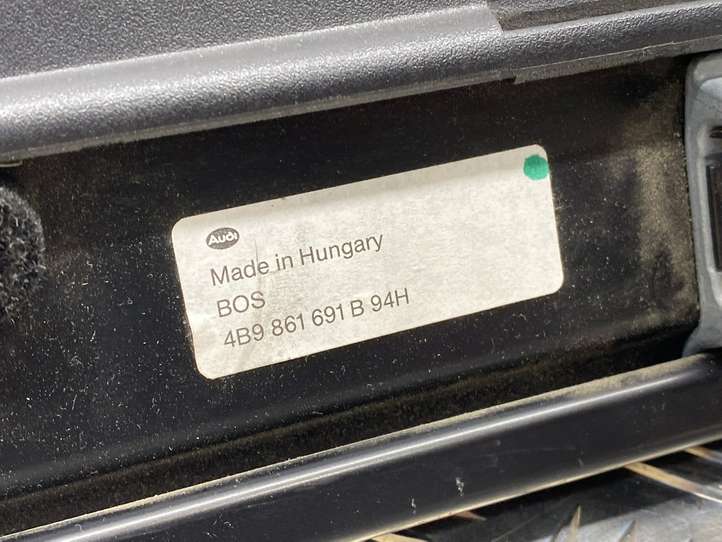 Audi
Made in Hungary
BOS
4B9 861 691 B 94H